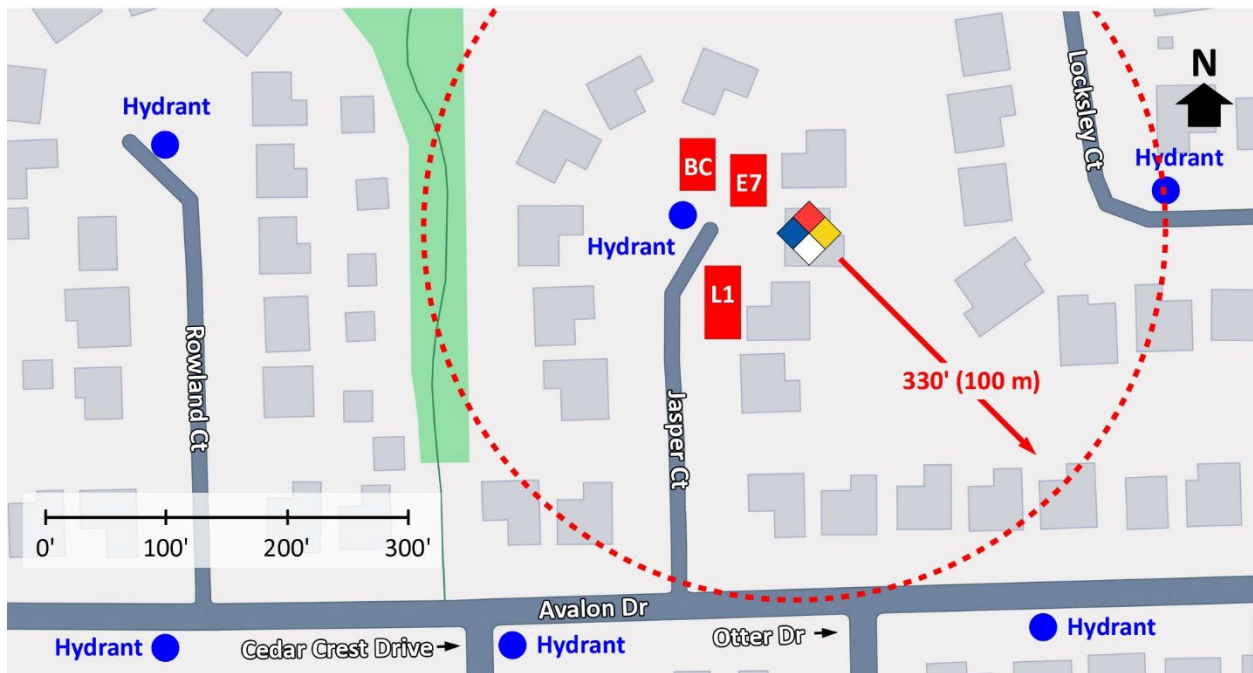 Hydrant
Locksley Ct
N
Hydrant
BC
E7
Hydrant
L1
Rowland Ct
Jasper Ct
330' (100 m)
0' 100' 200' 300'
Avalon Dr
Hydrant
Cedar Crest Drive
Hydrant
Otter Dr
Hydrant